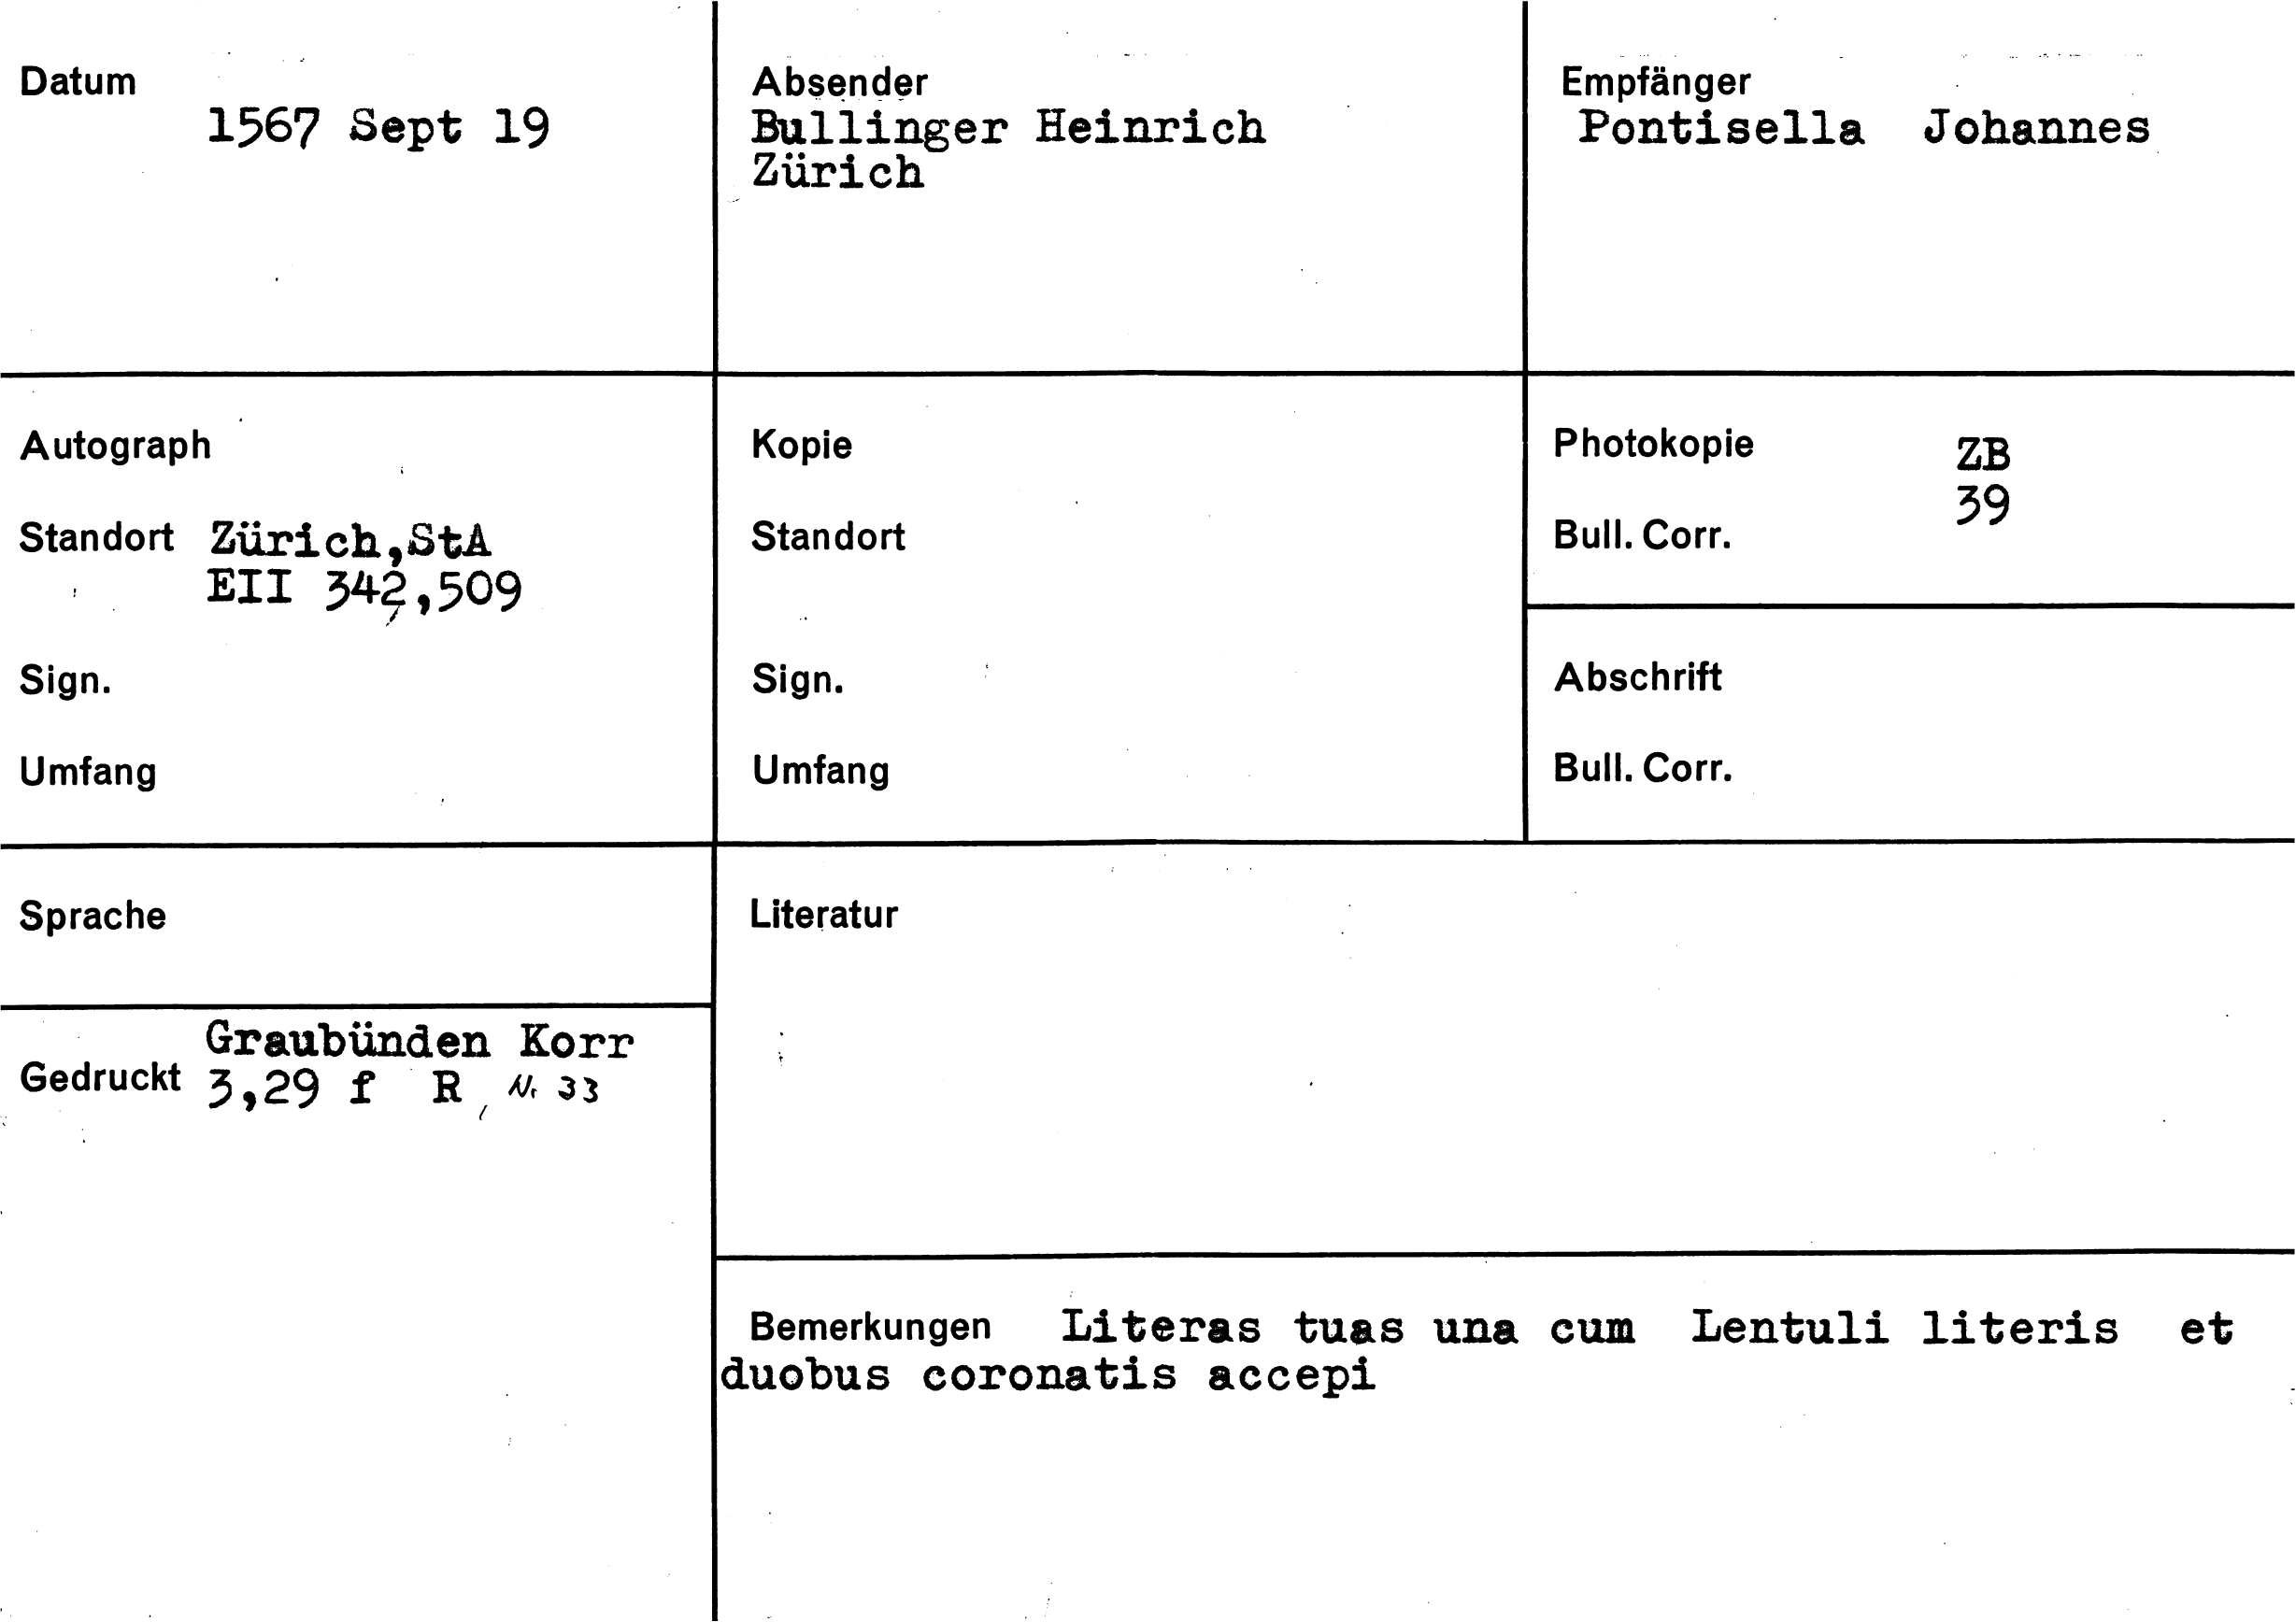 Datum
1567 Sept 19
Absender
Bullinger Heinrich
Zürich
Empfänger
Pontisella Johannes
Autograph
Standort Zürich,StA
EII 342,509
Sign.
Umfang
Kopie
Standort
Sign.
Umfang
Photokopie ZB
39
Bull. Corr.
Abschrift
Bull. Corr.
Sprache
Graubünden Korr
Gedruckt 3,29 f R, Nr 33
Literatur
Bemerkungen Literas tuas una cum Lentuli literis et
duobus coronatis accepi